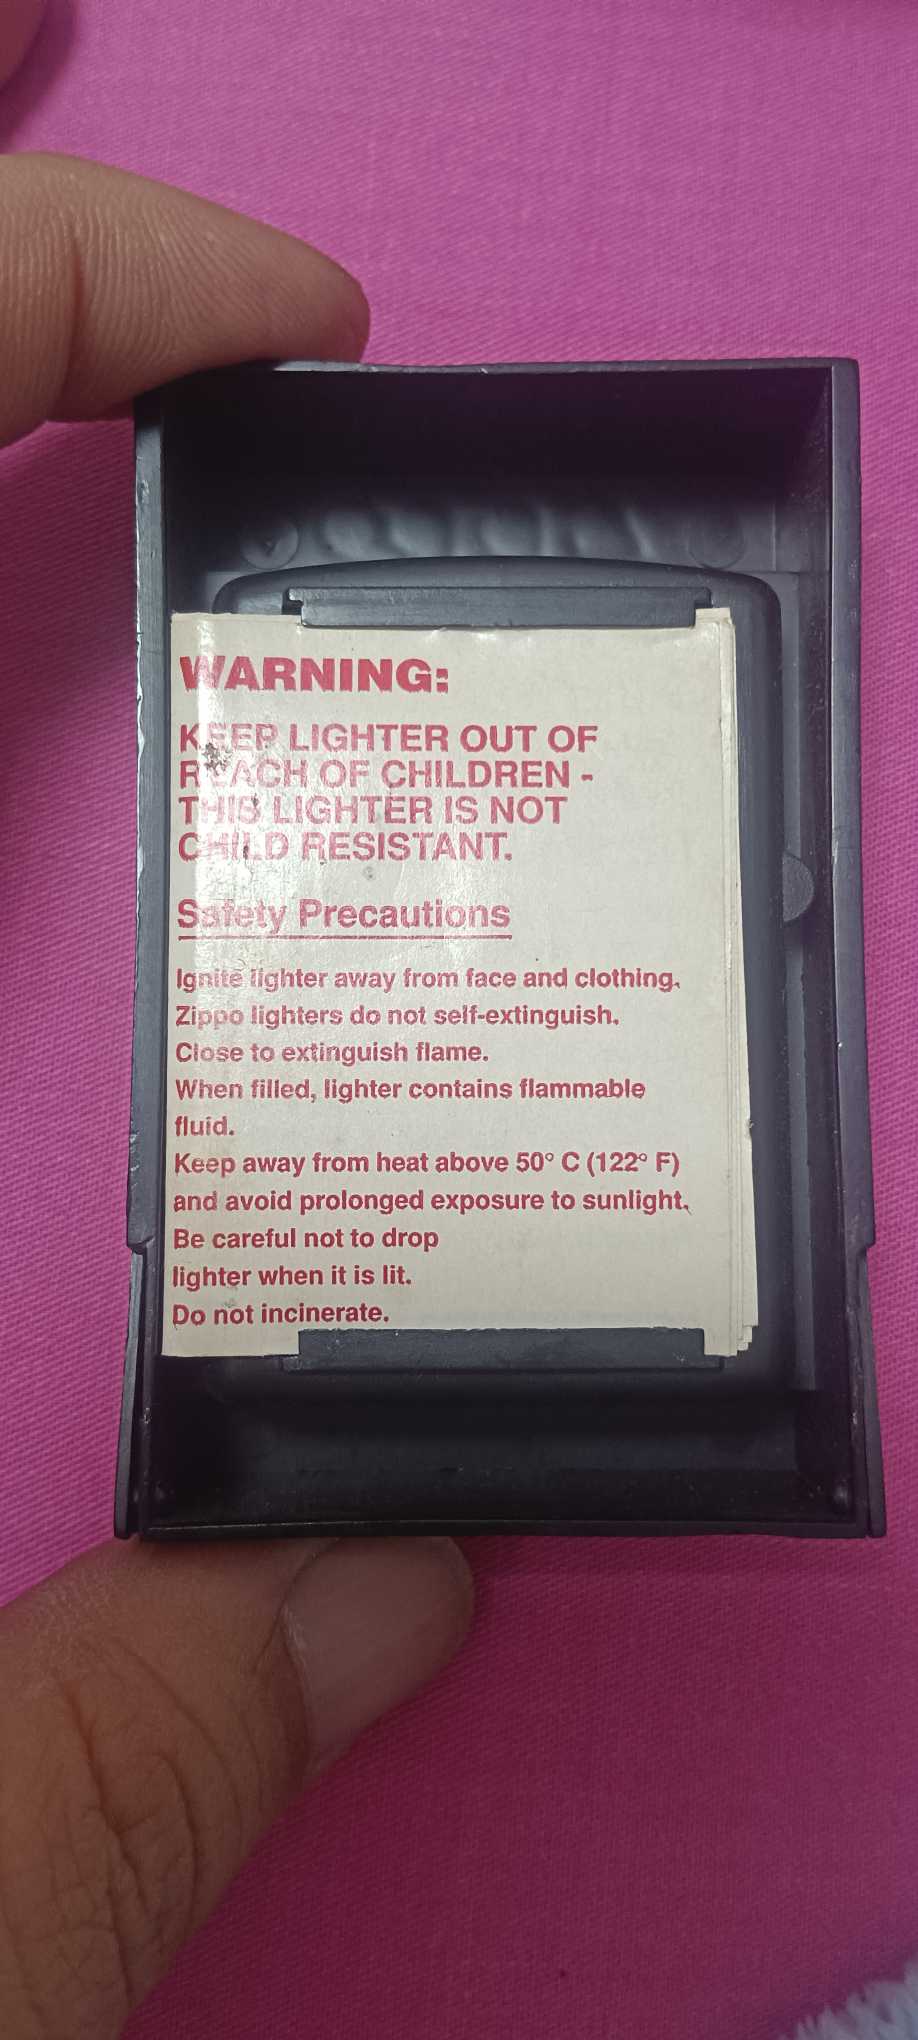 WARNING:
KEEP LIGHTER OUT OF
REACH OF CHILDREN -
THIS LIGHTER IS NOT
CHILD RESISTANT.
Safety Precautions
Ignite lighter away from face and clothing.
Zippo lighters do not self-extinguish.
Close to extinguish flame.
When filled, lighter contains flammable
fluid.
Keep away from heat above 50° C (122° F)
and avoid prolonged exposure to sunlight.
Be careful not to drop
lighter when it is lit.
Do not incinerate.